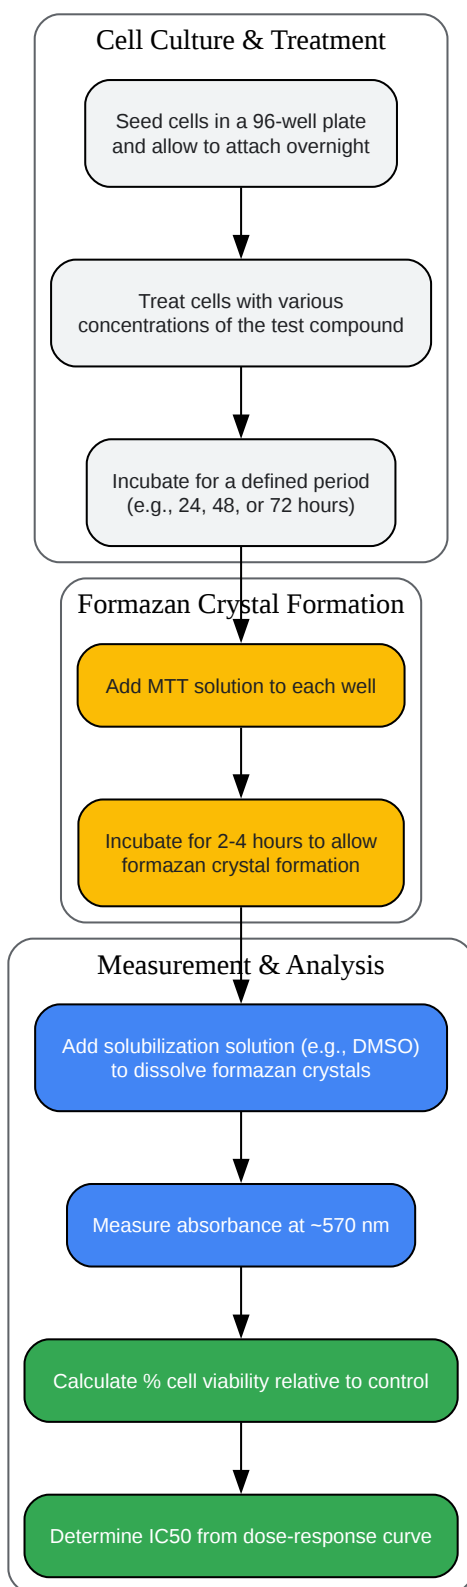 Cell Culture & Treatment
Seed cells in a 96-well plate
and allow to attach overnight
Treat cells with various
concentrations of the test compound
Incubate for a defined period
(e.g., 24, 48, or 72 hours)
Formazan Crystal Formation
Add MTT solution to each well
Incubate for 2-4 hours to allow
formazan crystal formation
Measurement & Analysis
Add solubilization solution (e.g., DMSO)
to dissolve formazan crystals
Measure absorbance at ~570 nm
Calculate % cell viability relative to control
Determine IC50 from dose-response curve